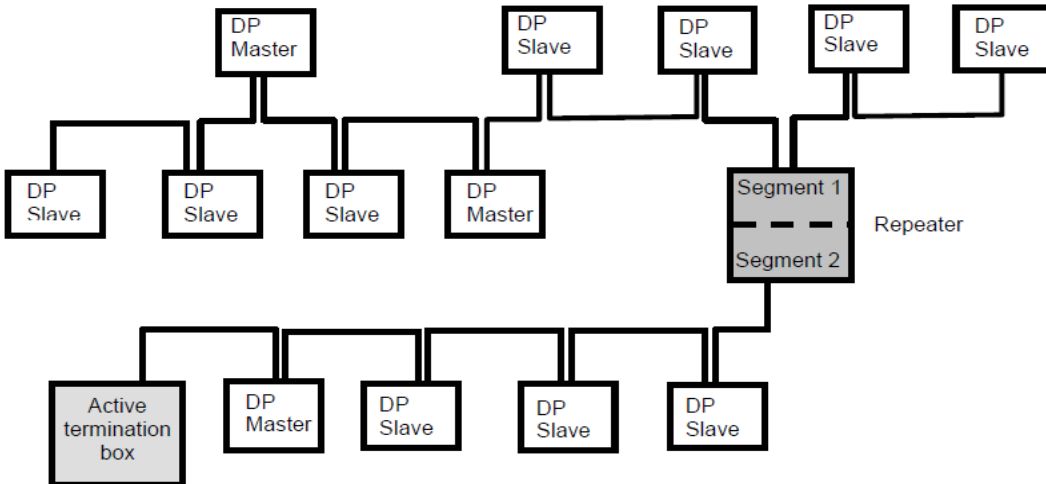 DP
Master
DP
Slave
DP
Slave
DP
Slave
DP
Slave
DP
Slave
DP
Slave
DP
Slave
DP
Master
Segment 1
Segment 2
Repeater
Active
termination
box
DP
Master
DP
Slave
DP
Slave
DP
Slave